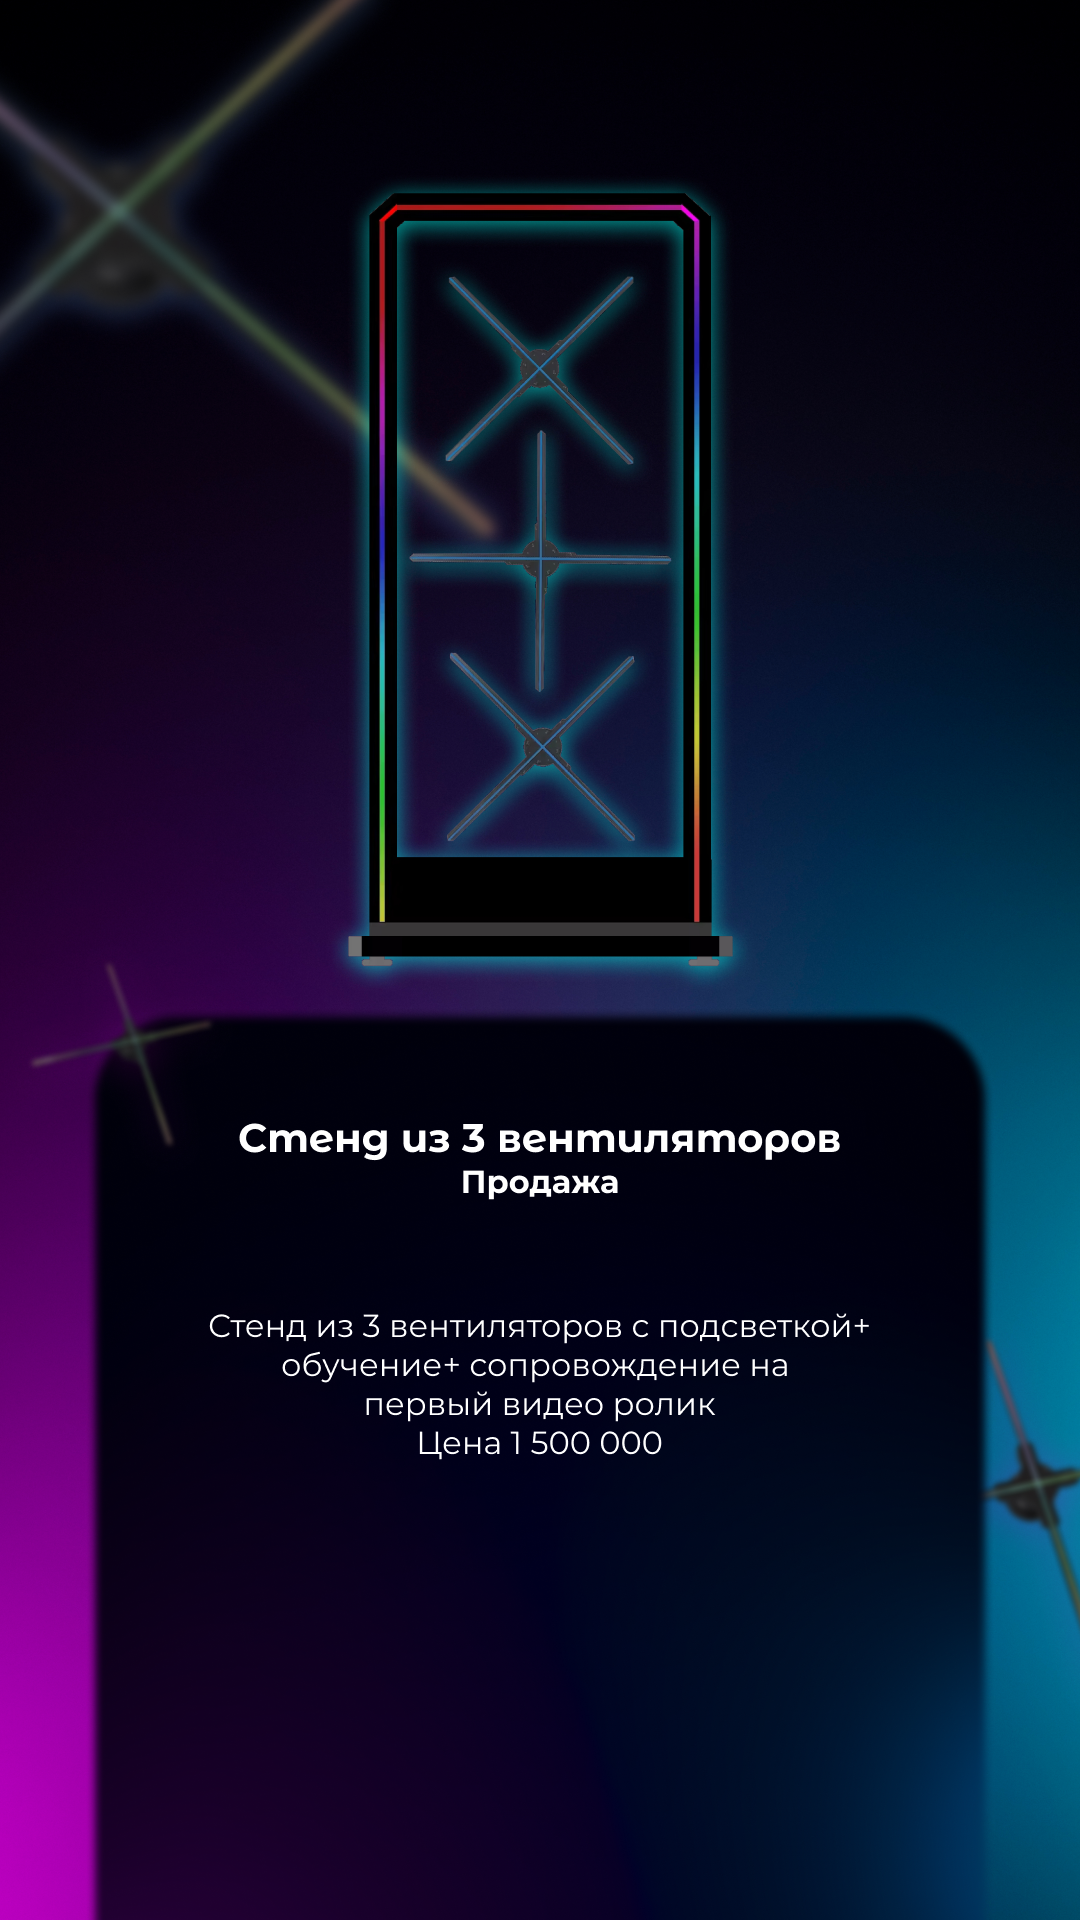 Стенд из 3 вентиляторов
Продажа
Стенд из 3 вентиляторов с подсветкой+
обучение+ сопровождение на
первый видео ролик
Цена 1 500 000